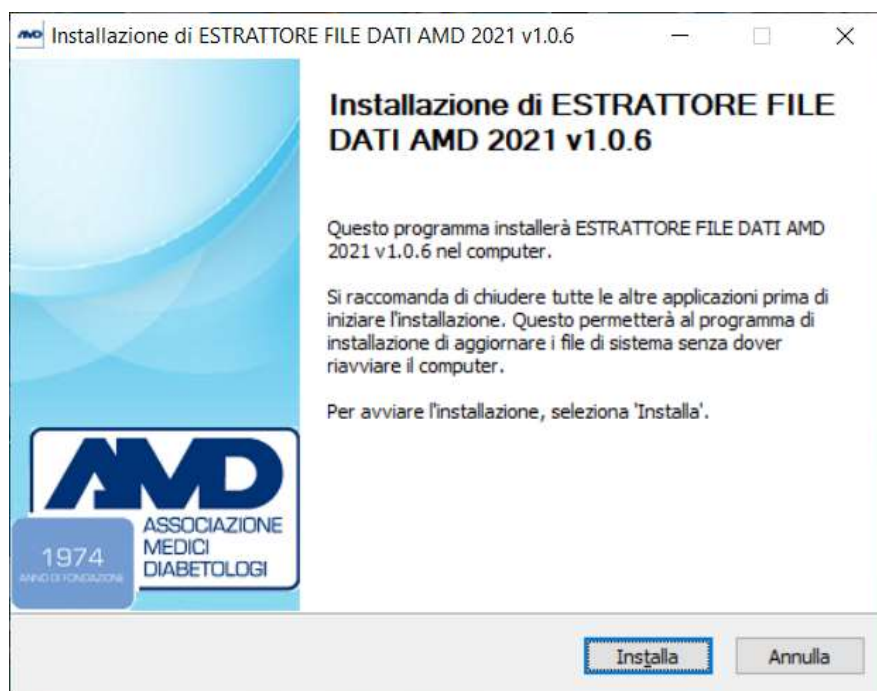 Installazione di ESTRATTORE FILE DATI AMD 2021 v1.0.6
Installazione di ESTRATTORE FILE
DATI AMD 2021 v1.0.6
Questo programma installerà ESTRATTORE FILE DATI AMD
2021 v1.0.6 nel computer.
Si raccomanda di chiudere tutte le altre applicazioni prima di
iniziare l'installazione. Questo permetterà al programma di
installazione di aggiornare i file di sistema senza dover
riavviare il computer.
Per avviare l'installazione, seleziona 'Installa'.
AMD
ASSOCIAZIONE
MEDICI
DIABETOLOGI
1974
ANNO DI FONDAZIONE
Installa
Annulla